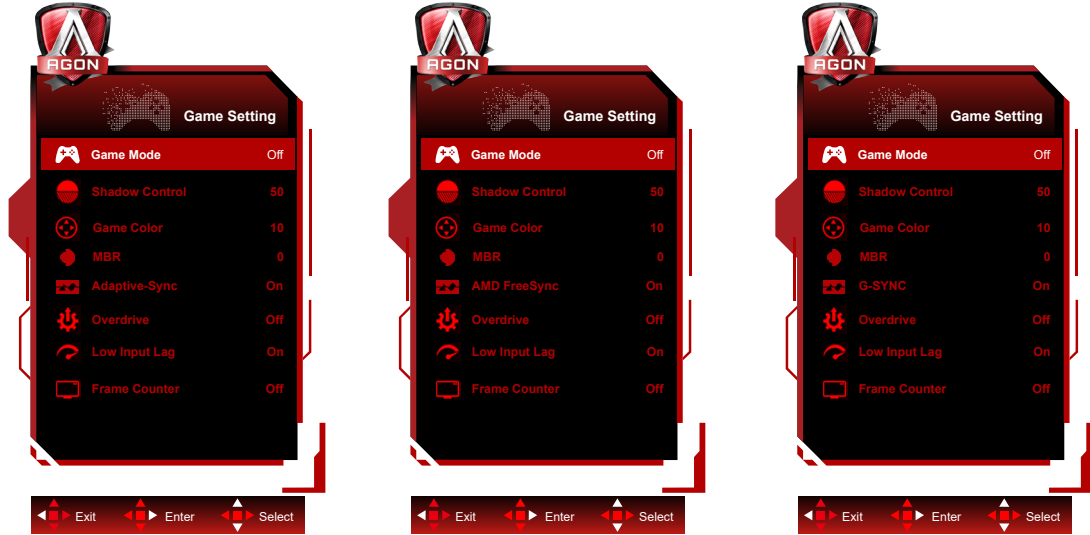 AGON
Game Setting
Game Mode Off
Shadow Control 50
Game Color 10
MBR 0
Adaptive-Sync On
Overdrive Off
Low Input Lag On
Frame Counter Off
Exit Enter Select
AGON
Game Setting
Game Mode Off
Shadow Control 50
Game Color 10
MBR 0
AMD FreeSync On
Overdrive Off
Low Input Lag On
Frame Counter Off
Exit Enter Select
AGON
Game Setting
Game Mode Off
Shadow Control 50
Game Color 10
MBR 0
G-SYNC On
Overdrive Off
Low Input Lag On
Frame Counter Off
Exit Enter Select